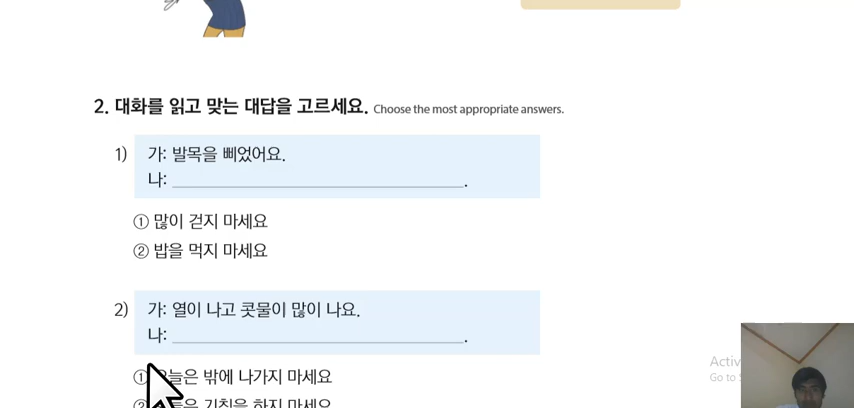 2. 대화를 읽고 맞는 대답을 고르세요. Choose the most appropriate answers.
1)
가: 발목을 삐었어요.
나: .
① 많이 걷지 마세요
② 밥을 먹지 마세요
2)
가: 열이 나고 콧물이 많이 나요.
나: .
① 밖에 나가지 마세요
Go to